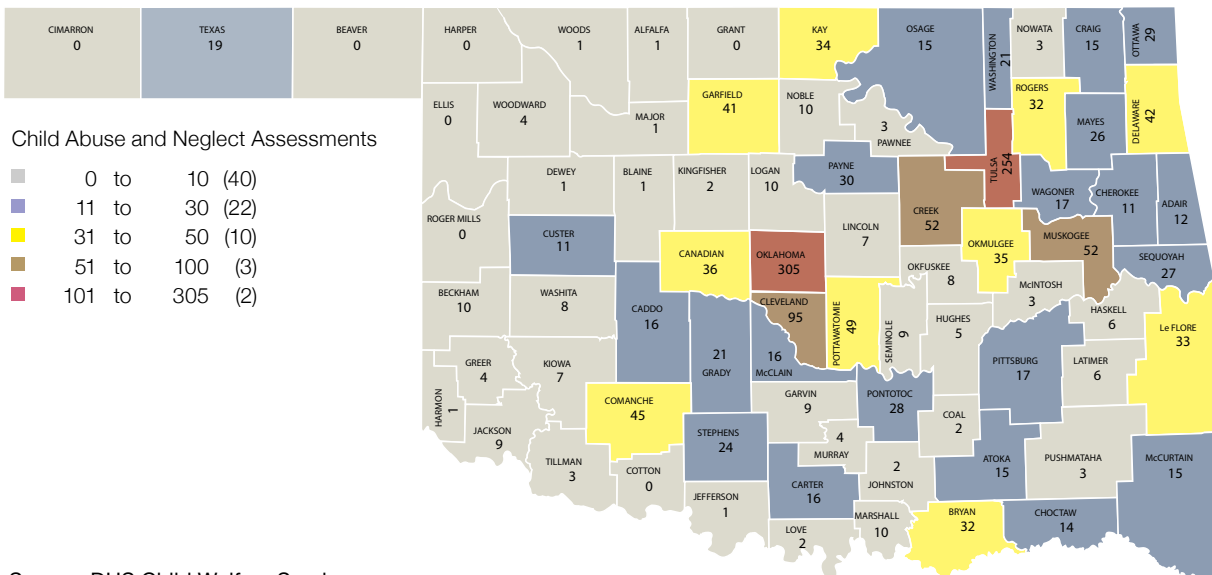 CIMARRON
0
TEXAS
19
BEAVER
0
HARPER
0
WOODS
1
ALFALFA
1
GRANT
0
KAY
34
OSAGE
15
WASHINGTON
21
NOWATA
3
CRAIG
15
OTTAWA
29
ELLIS
0
WOODWARD
4
MAJOR
1
GARFIELD
41
NOBLE
10
3
PAWNEE
ROGERS
32
MAYES
26
DELAWARE
42
Child Abuse and Neglect Assessments
0 to 10 (40)
11 to 30 (22)
31 to 50 (10)
51 to 100 (3)
101 to 305 (2)
DEWEY
1
BLAINE
1
KINGFISHER
2
LOGAN
10
PAYNE
30
CREEK
52
TULSA
254
WAGONER
17
CHEROKEE
11
ADAIR
12
ROGER MILLS
0
CUSTER
11
CANADIAN
36
OKLAHOMA
305
LINCOLN
7
OKMULGEE
35
MUSKOGEE
52
SEQUOYAH
27
BECKHAM
10
WASHITA
8
CADDO
16
21
GRADY
CLEVELAND
95
16
McCLAIN
POTTAWATOMIE
49
SEMINOLE
9
OKFUSKEE
8
HUGHES
5
McINTOSH
3
HASKELL
6
Le FLORE
33
GREER
4
KIOWA
7
HARMON
1
JACKSON
9
COMANCHE
45
GARVIN
9
PONTOTOC
28
PITTSBURG
17
LATIMER
6
TILLMAN
3
COTTON
0
STEPHENS
24
4
MURRAY
COAL
2
ATOKA
15
PUSHMATAHA
3
McCURTAIN
15
JEFFERSON
1
CARTER
16
2
JOHNSTON
LOVE
2
MARSHALL
10
BRYAN
32
CHOCTAW
14